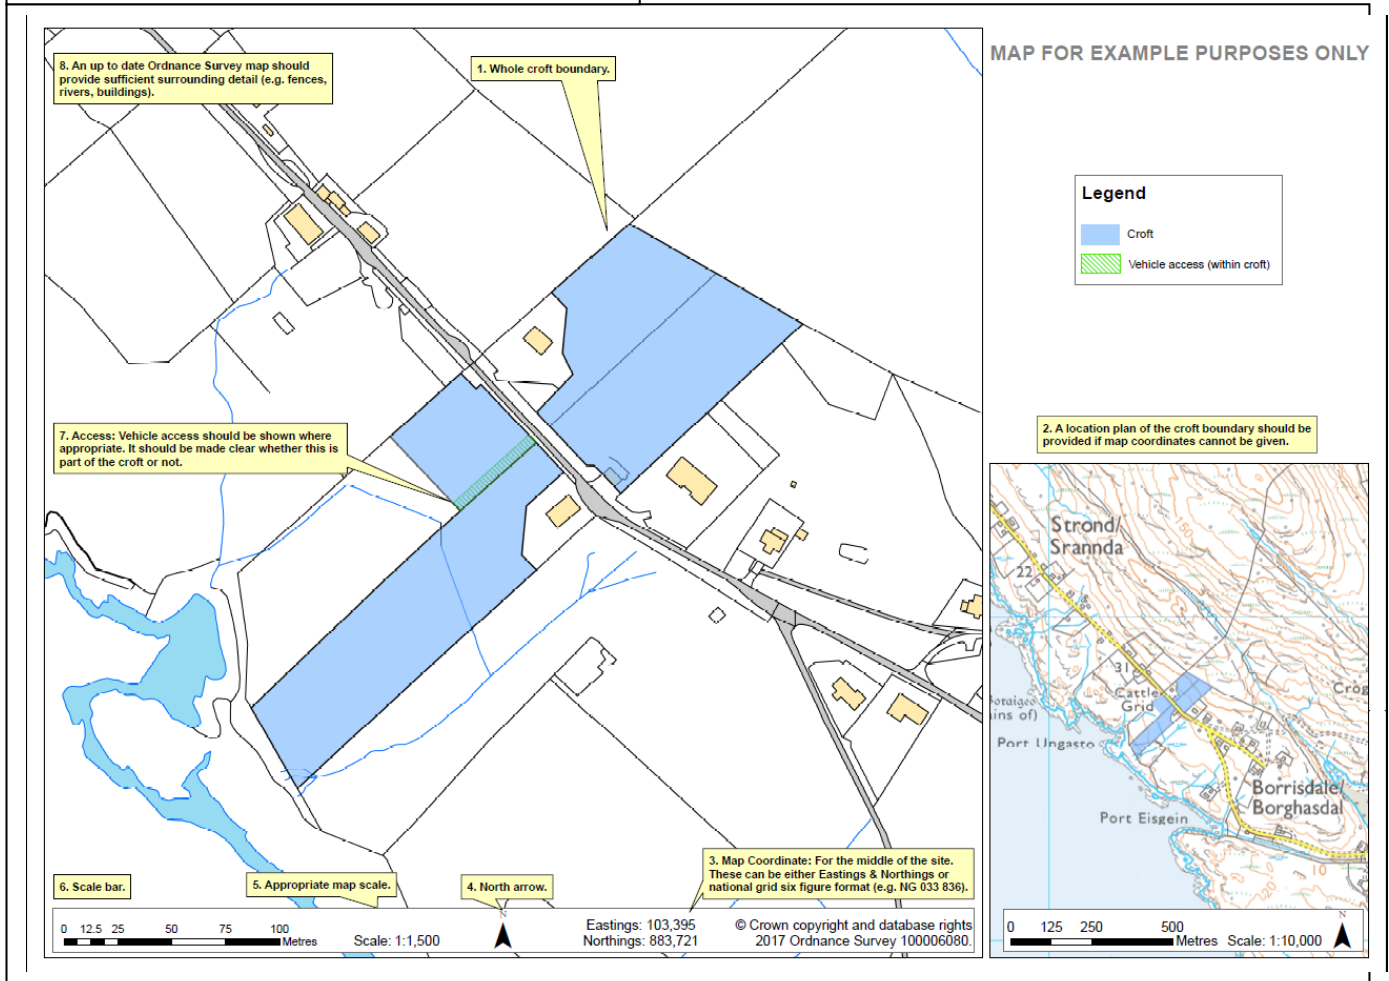 8. An up to date Ordnance Survey map should
provide sufficient surrounding detail (e.g. fences,
rivers, buildings).
1. Whole croft boundary.
MAP FOR EXAMPLE PURPOSES ONLY
Legend
Croft
Vehicle access (within croft)
7. Access: Vehicle access should be shown where
appropriate. It should be made clear whether this is
part of the croft or not.
2. A location plan of the croft boundary should be
provided if map coordinates cannot be given.
150
Strond/
Srannda
22
31
Cattle
Grid
Cròg
ins of)
Port Ungasto
Borrisdale/
Borghasdal
Port Eisgein
10
20
3. Map Coordinate: For the middle of the site.
These can be either Eastings & Northings or
national grid six figure format (e.g. NG 033 836).
6. Scale bar.
5. Appropriate map scale.
4. North arrow.
0 12.5 25 50 75 100
Metres
Scale: 1:1,500
N
Eastings: 103,395
Northings: 883,721
© Crown copyright and database rights
2017 Ordnance Survey 100006080.
0 125 250 500
Metres
Scale: 1:10,000
N